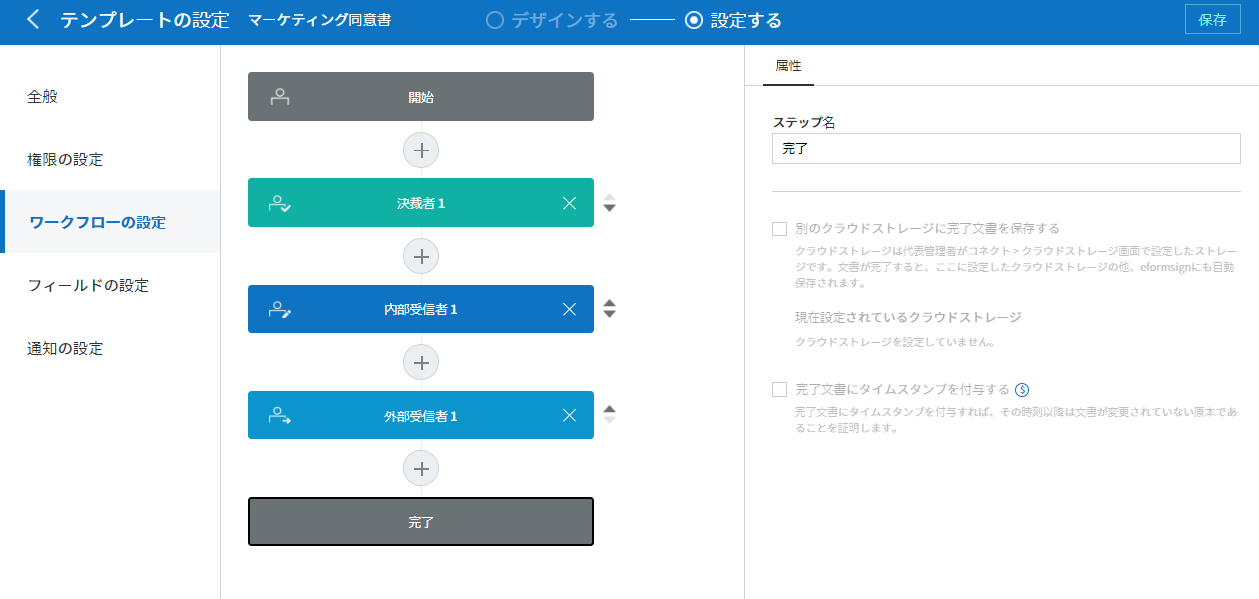 テンプレートの設定 マーケティング同意書 デザインする 設定する 保存
全般
権限の設定
ワークフローの設定
フィールドの設定
通知の設定
開始
決裁者 1
内部受信者 1
外部受信者 1
完了
属性
ステップ名
完了
別のクラウドストレージに完了文書を保存する
クラウドストレージは代表管理者がコネクト > クラウドストレージ画面で設定したストレー
ジです。文書が完了すると、ここに設定したクラウドストレージの他、eformsignにも自動
保存されます。
現在設定されているクラウドストレージ
クラウドストレージを設定していません。
完了文書にタイムスタンプを付与する $
完了文書にタイムスタンプを付与すれば、その時刻以降は文書が変更されていない原本であ
ることを証明します。